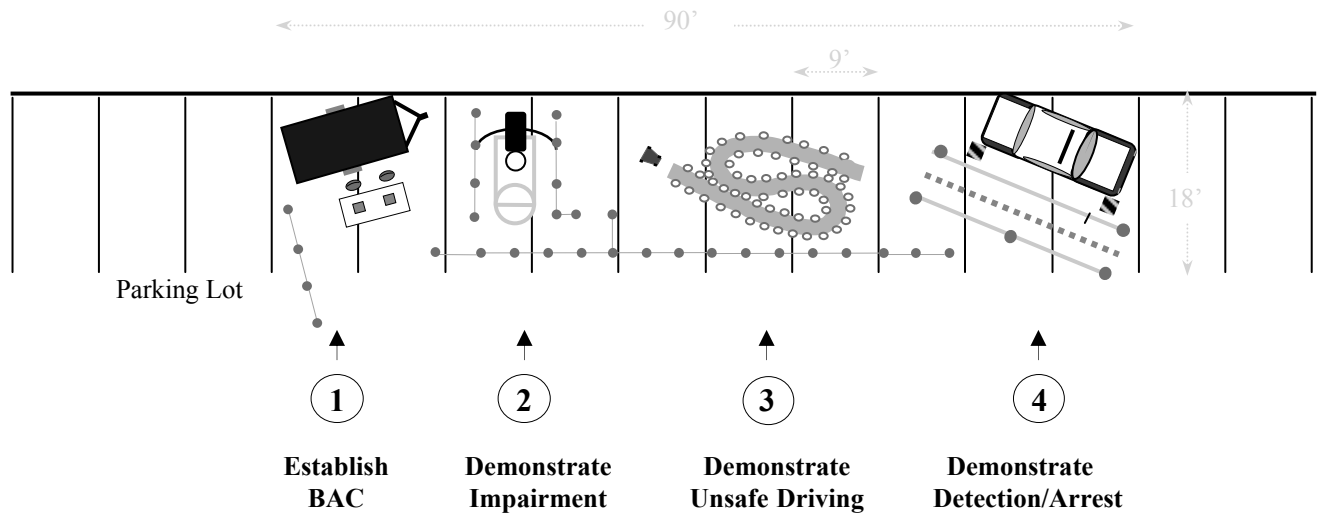 90’
9’
18’
Parking Lot
1
2
3
4
Establish
BAC
Demonstrate
Impairment
Demonstrate
Unsafe Driving
Demonstrate
Detection/Arrest